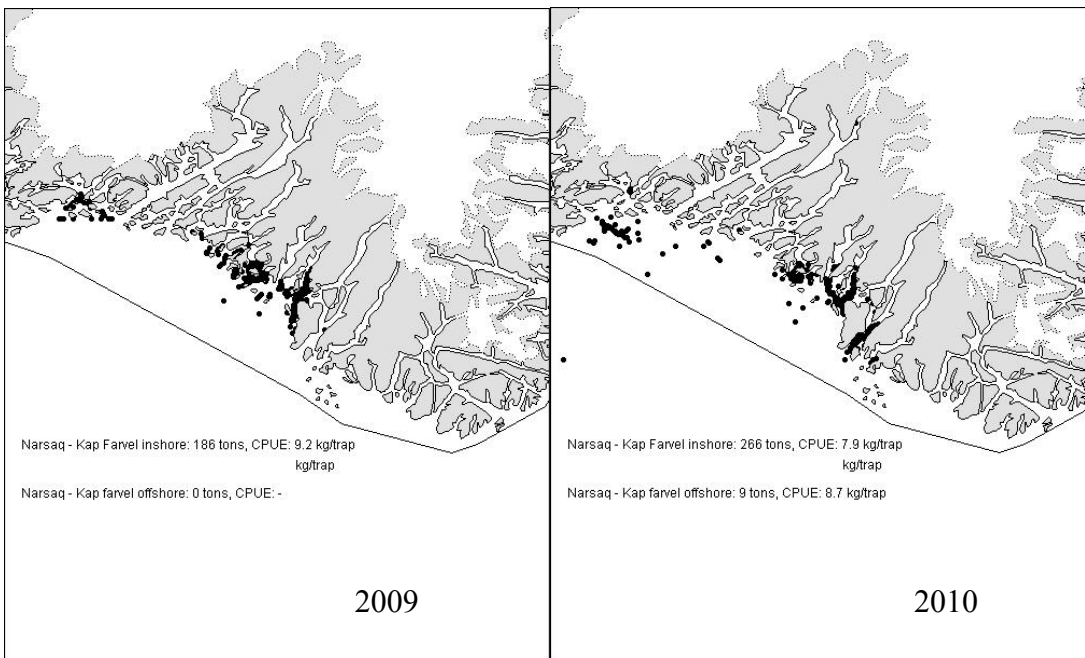 Narsaq - Kap Farvel inshore: 186 tons, CPUE: 9.2 kg/trap
kg/trap
Narsaq - Kap farvel offshore: 0 tons, CPUE: -
2009
Narsaq - Kap Farvel inshore: 266 tons, CPUE: 7.9 kg/trap
kg/trap
Narsaq - Kap farvel offshore: 9 tons, CPUE: 8.7 kg/trap
2010